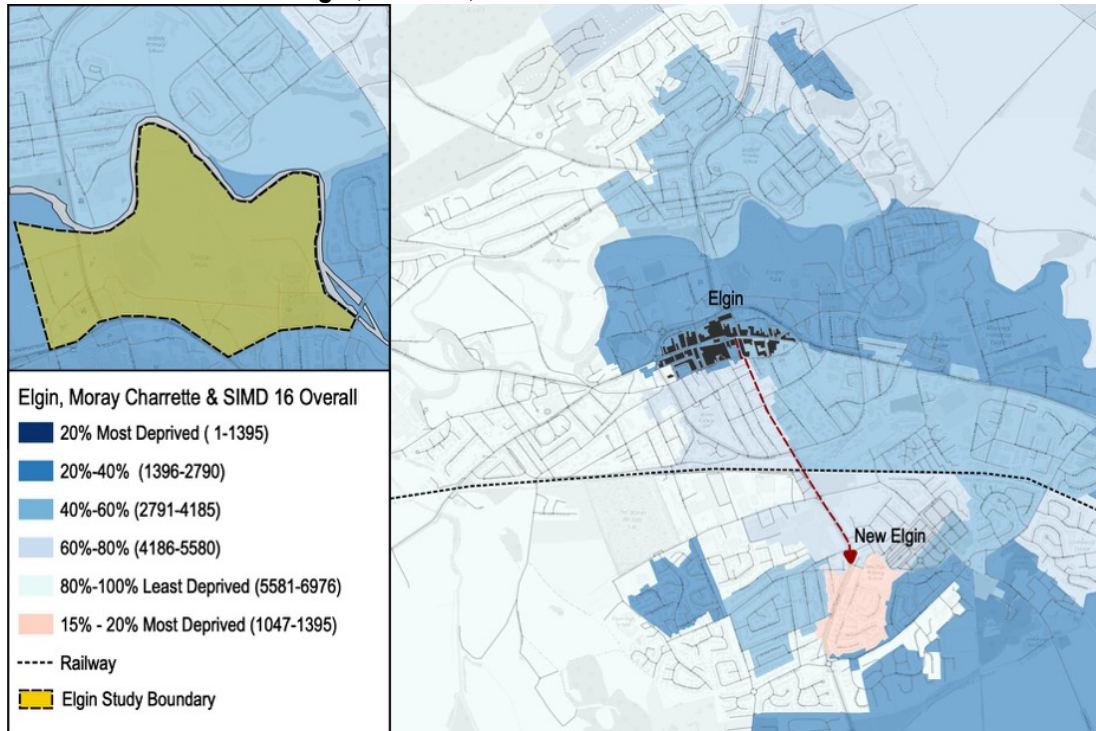 Elgin, Moray Charrette & SIMD 16 Overall
20% Most Deprived ( 1-1395)
20%-40% (1396-2790)
40%-60% (2791-4185)
60%-80% (4186-5580)
80%-100% Least Deprived (5581-6976)
15% - 20% Most Deprived (1047-1395)
Railway
Elgin Study Boundary
Elgin
New Elgin